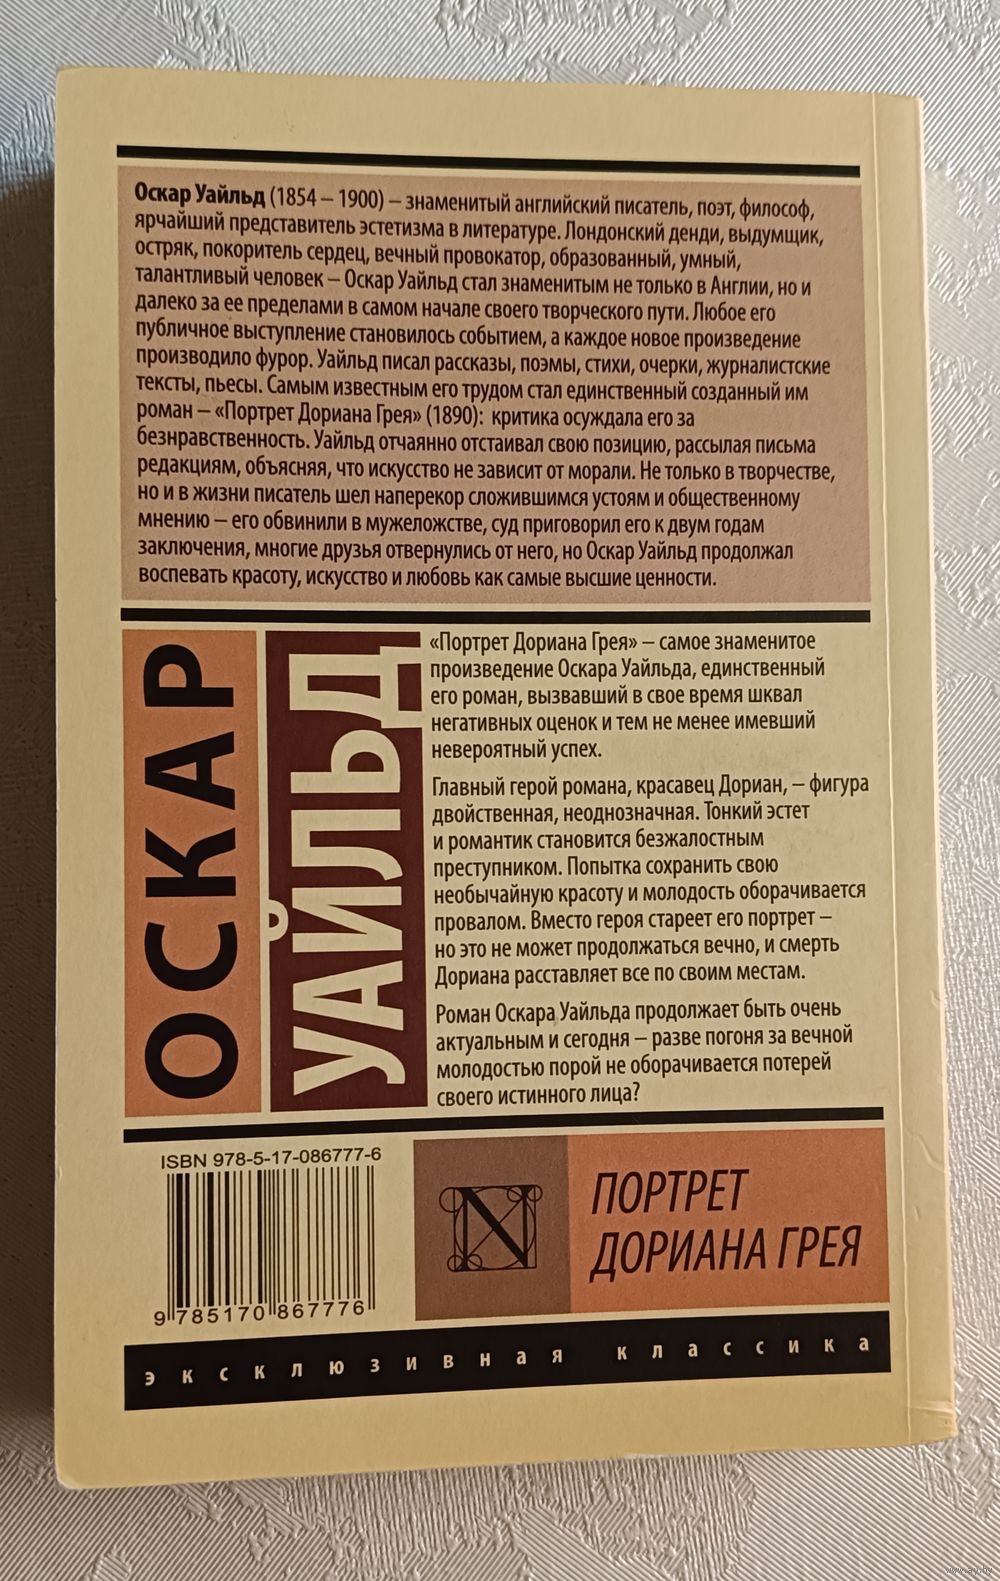 Оскар Уайльд (1854 – 1900) – знаменитый английский писатель, поэт, философ,
ярчайший представитель эстетизма в литературе. Лондонский денди, выдумщик,
остряк, покоритель сердец, вечный провокатор, образованный, умный,
талантливый человек – Оскар Уайльд стал знаменитым не только в Англии, но и
далеко за ее пределами в самом начале своего творческого пути. Любое его
публичное выступление становилось событием, а каждое новое произведение
производило фурор. Уайльд писал рассказы, поэмы, стихи, очерки, журналистские
тексты, пьесы. Самым известным его трудом стал единственный созданный им
роман – «Портрет Дориана Грея» (1890): критика осуждала его за
безнравственность. Уайльд отчаянно отстаивал свою позицию, рассылая письма
редакциям, объясняя, что искусство не зависит от морали. Не только в творчестве,
но и в жизни писатель шел наперекор сложившимся устоям и общественному
мнению – его обвинили в мужеложстве, суд приговорил его к двум годам
заключения, многие друзья отвернулись от него, но Оскар Уайльд продолжал
воспевать красоту, искусство и любовь как самые высшие ценности.
ОСКАР
УАЙЛЬД
«Портрет Дориана Грея» – самое знаменитое
произведение Оскара Уайльда, единственный
его роман, вызвавший в свое время шквал
негативных оценок и тем не менее имевший
невероятный успех.
Главный герой романа, красавец Дориан, – фигура
двойственная, неоднозначная. Тонкий эстет
и романтик становится безжалостным
преступником. Попытка сохранить свою
необычайную красоту и молодость оборачивается
провалом. Вместо героя стареет его портрет –
но это не может продолжаться вечно, и смерть
Дориана расставляет все по своим местам.
Роман Оскара Уайльда продолжает быть очень
актуальным и сегодня – разве погоня за вечной
молодостью порой не оборачивается потерей
своего истинного лица?
ISBN 978-5-17-086777-6
9 785170 867776
N
ПОРТРЕТ
ДОРИАНА ГРЕЯ
эксклюзивная классика
www.ay.by